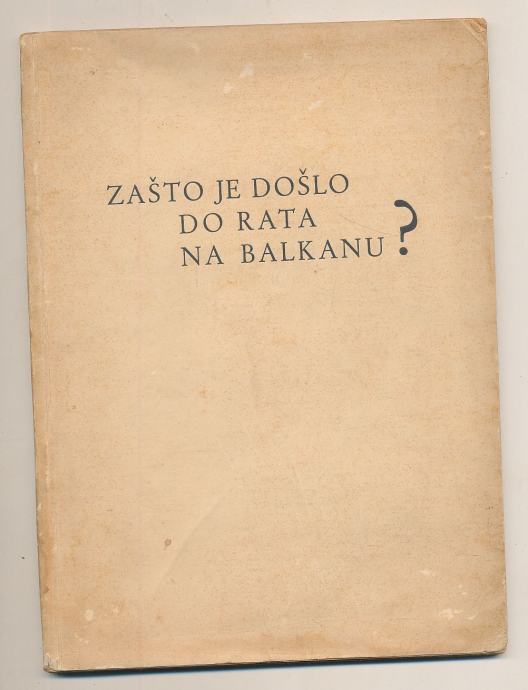 ZAŠTO JE DOŠLO
DO RATA
NA BALKANU ?